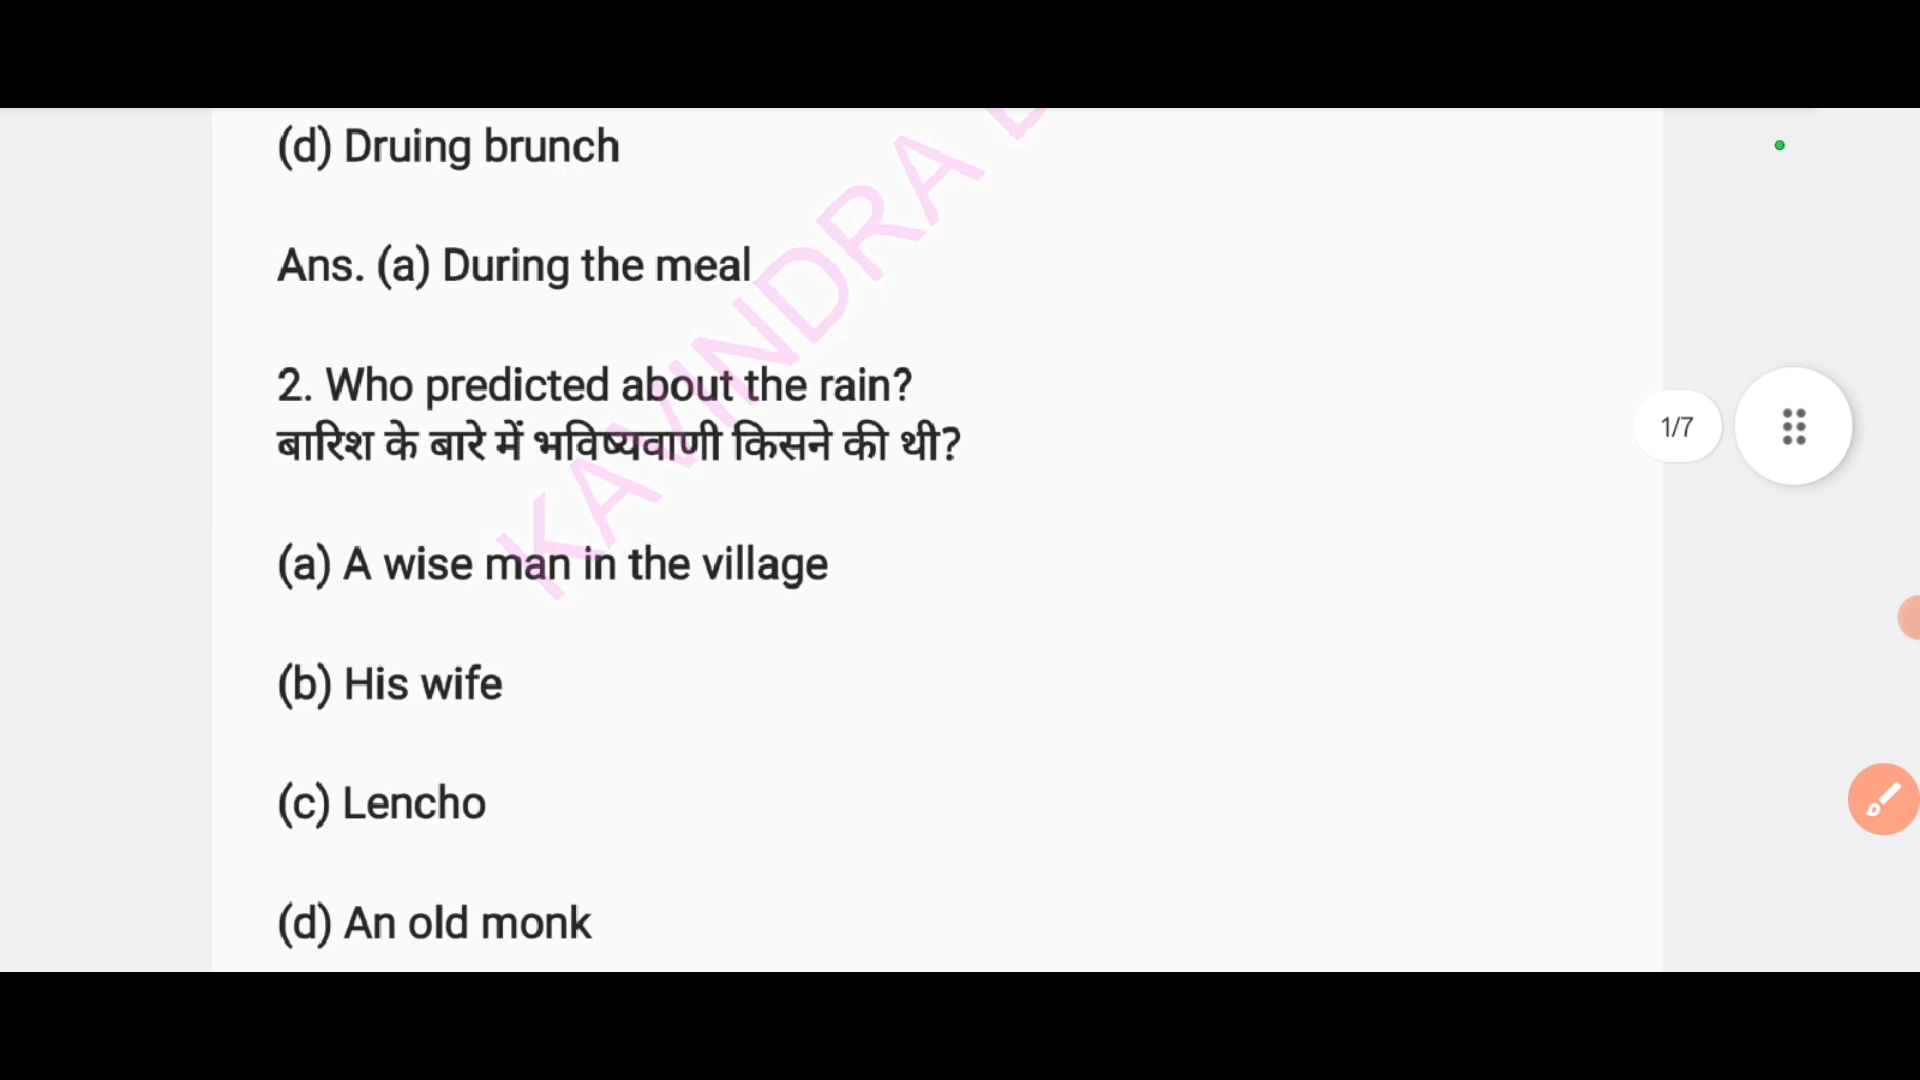 (d) Druing brunch
Ans. (a) During the meal
2. Who predicted about the rain?
बारिश के बारे में भविष्यवाणी किसने की थी?
1/7
(a) A wise man in the village
(b) His wife
(c) Lencho
(d) An old monk
KAVINDRA